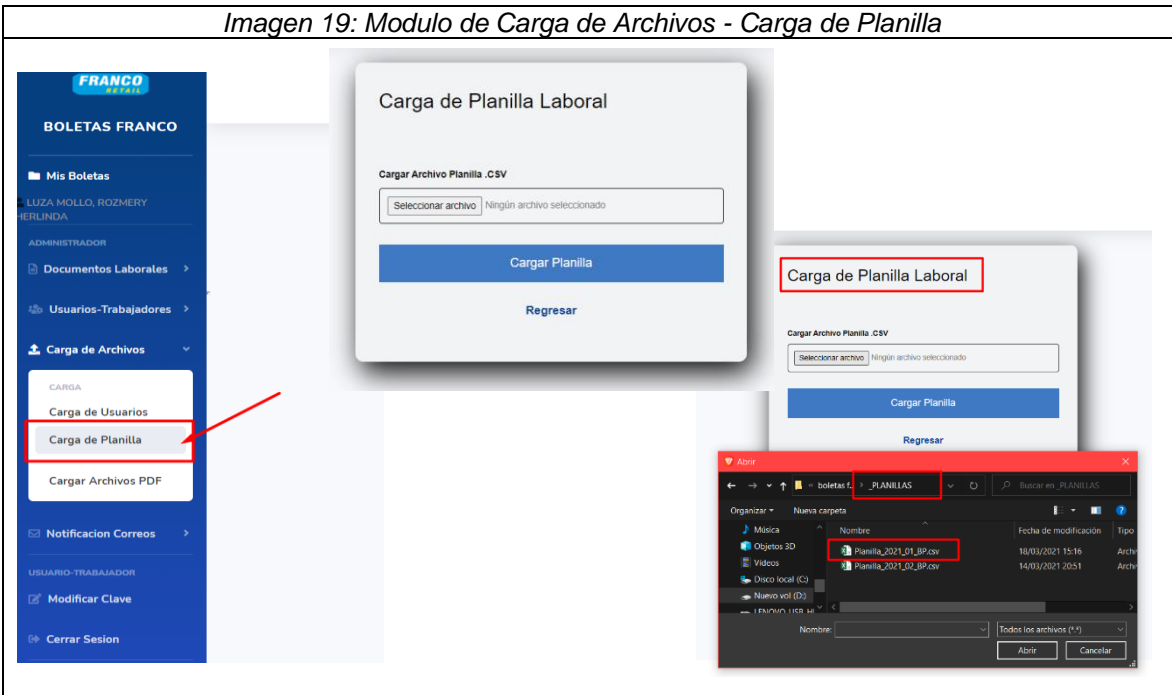 Imagen 19: Modulo de Carga de Archivos - Carga de Planilla
FRANCO
RETAIL
BOLETAS FRANCO
Mis Boletas
LUZA MOLLO, ROZMERY
HERLINDA
ADMINISTRADOR
Documentos Laborales
Usuarios-Trabajadores
Carga de Archivos
CARGA
Carga de Usuarios
Carga de Planilla
Cargar Archivos PDF
Notificacion Correos
USUARIO-TRABAJADOR
Modificar Clave
Cerrar Sesion
Carga de Planilla Laboral
Cargar Archivo Planilla .CSV
Seleccionar archivo Ningún archivo seleccionado
Cargar Planilla
Regresar
Carga de Planilla Laboral
Cargar Archivo Planilla .CSV
Seleccionar archivo Ningún archivo seleccionado
Cargar Planilla
Regresar
Abrir
« boletas f... > _PLANILLAS
Buscar en _PLANILLAS
Organizar Nueva carpeta
Nombre Fecha de modificación Tipo
Música
Objetos 3D
Planilla_2021_01_BP.csv 18/03/2021 15:16 Archi
Videos
Planilla_2021_02_BP.csv 14/03/2021 20:51 Archi
Disco local (C:)
Nuevo vol (D:)
LENOVO_USB_H
Nombre:
Todos los archivos (*.*)
Abrir Cancelar